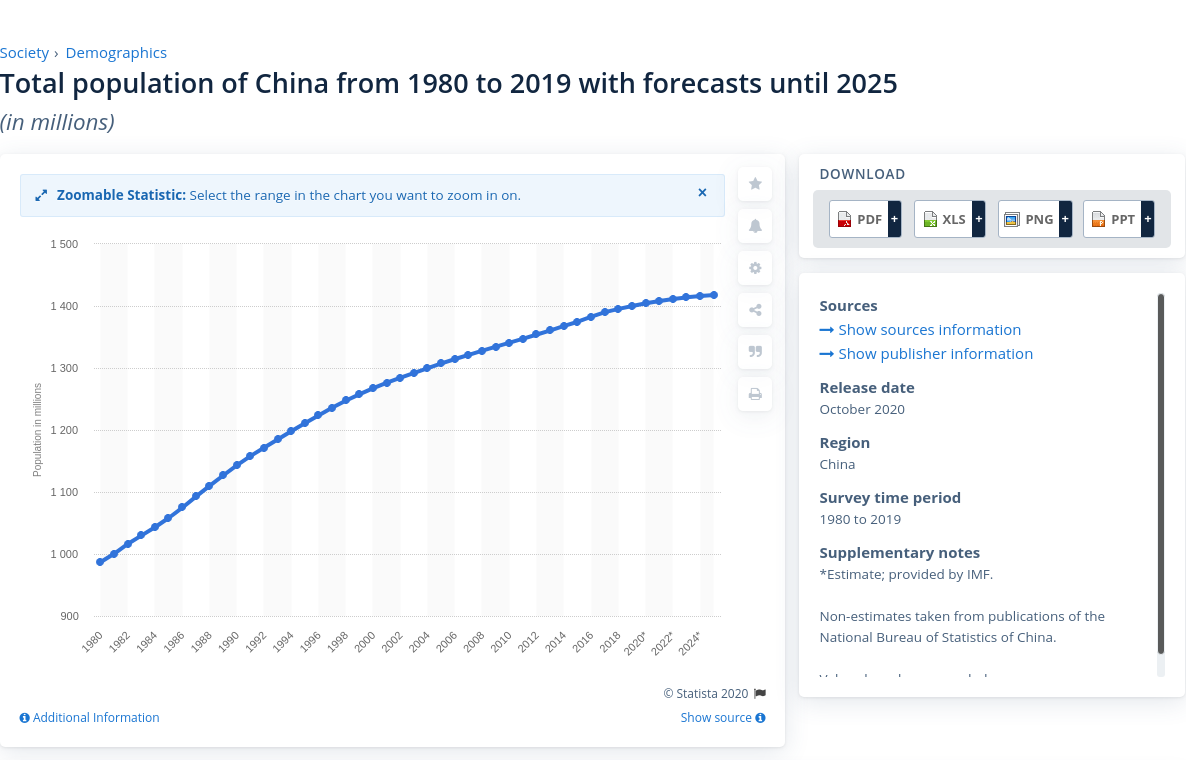 Society › Demographics
Total population of China from 1980 to 2019 with forecasts until 2025
(in millions)
Zoomable Statistic: Select the range in the chart you want to zoom in on. ×
1 500
1 400
1 300
1 200
1 100
1 000
900
Population in millions
1980 1982 1984 1986 1988 1990 1992 1994 1996 1998 2000 2002 2004 2006 2008 2010 2012 2014 2016 2018 2020* 2022* 2024*
© Statista 2020
Additional Information
Show source
DOWNLOAD
PDF + XLS + PNG + PPT +
Sources
Show sources information
Show publisher information
Release date
October 2020
Region
China
Survey time period
1980 to 2019
Supplementary notes
*Estimate; provided by IMF.
Non-estimates taken from publications of the
National Bureau of Statistics of China.